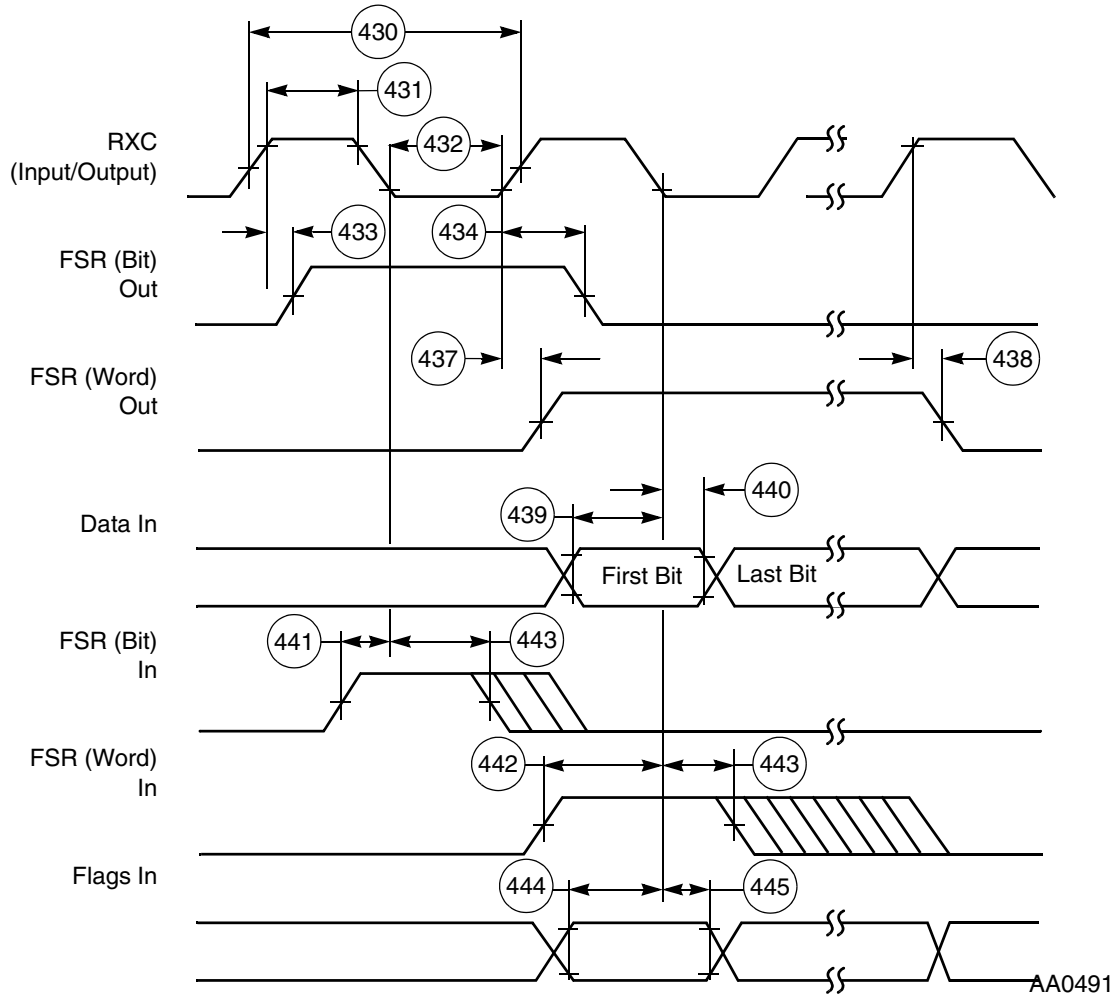 430
431
RXC
(Input/Output)
432
433
434
FSR (Bit)
Out
437
438
FSR (Word)
Out
439
440
Data In
First Bit
Last Bit
441
443
FSR (Bit)
In
442
443
FSR (Word)
In
444
445
Flags In
AA0491